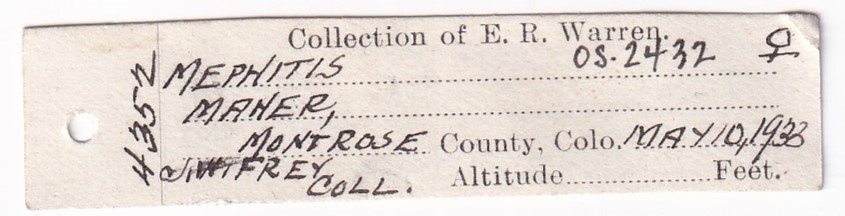 Collection of E. R. Warren.
OS-2432 ♀
4352
MEPHITIS
MAHER,
MONTROSE County, Colo. MAY 10, 1933
FREY
COLL. Altitude Feet.